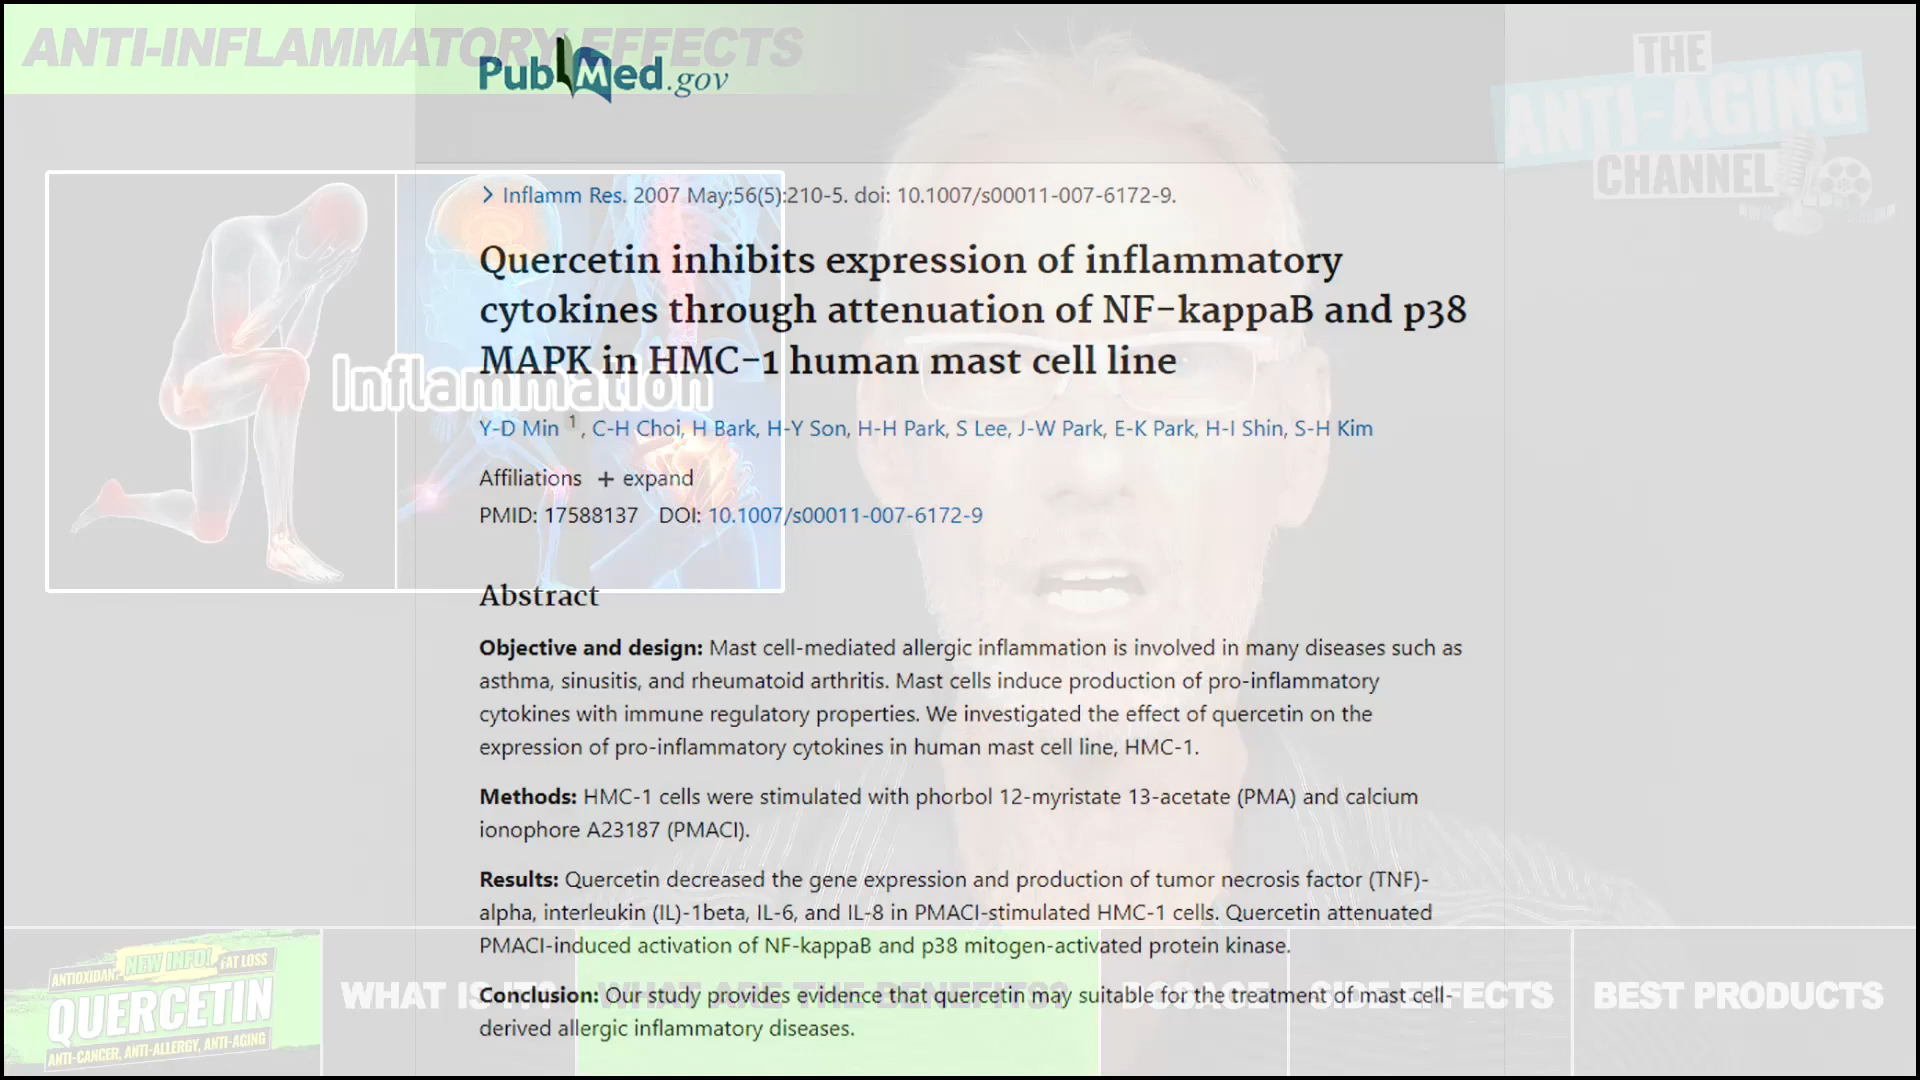 ANTI-INFLAMMATORY EFFECTS
PubMed.gov
THE
ANTI-AGING
CHANNEL
> Inflamm Res. 2007 May;56(5):210-5. doi: 10.1007/s00011-007-6172-9.
Quercetin inhibits expression of inflammatory
cytokines through attenuation of NF-kappaB and p38
MAPK in HMC-1 human mast cell line
Inflammation
Y-D Min 1, C-H Choi, H Bark, H-Y Son, H-H Park, S Lee, J-W Park, E-K Park, H-I Shin, S-H Kim
Affiliations + expand
PMID: 17588137 DOI: 10.1007/s00011-007-6172-9
Abstract
Objective and design: Mast cell-mediated allergic inflammation is involved in many diseases such as
asthma, sinusitis, and rheumatoid arthritis. Mast cells induce production of pro-inflammatory
cytokines with immune regulatory properties. We investigated the effect of quercetin on the
expression of pro-inflammatory cytokines in human mast cell line, HMC-1.
Methods: HMC-1 cells were stimulated with phorbol 12-myristate 13-acetate (PMA) and calcium
ionophore A23187 (PMACI).
Results: Quercetin decreased the gene expression and production of tumor necrosis factor (TNF)-
alpha, interleukin (IL)-1beta, IL-6, and IL-8 in PMACI-stimulated HMC-1 cells. Quercetin attenuated
PMACI-induced activation of NF-kappaB and p38 mitogen-activated protein kinase.
Conclusion: Our study provides evidence that quercetin may suitable for the treatment of mast cell-
derived allergic inflammatory diseases.
ANTIOXIDANT NEW INFO! FAT LOSS
QUERCETIN
ANTI-CANCER, ANTI-ALLERGY, ANTI-AGING
WHAT IS IT?
WHAT ARE THE BENEFITS?
DOSAGE
SIDE EFFECTS
BEST PRODUCTS